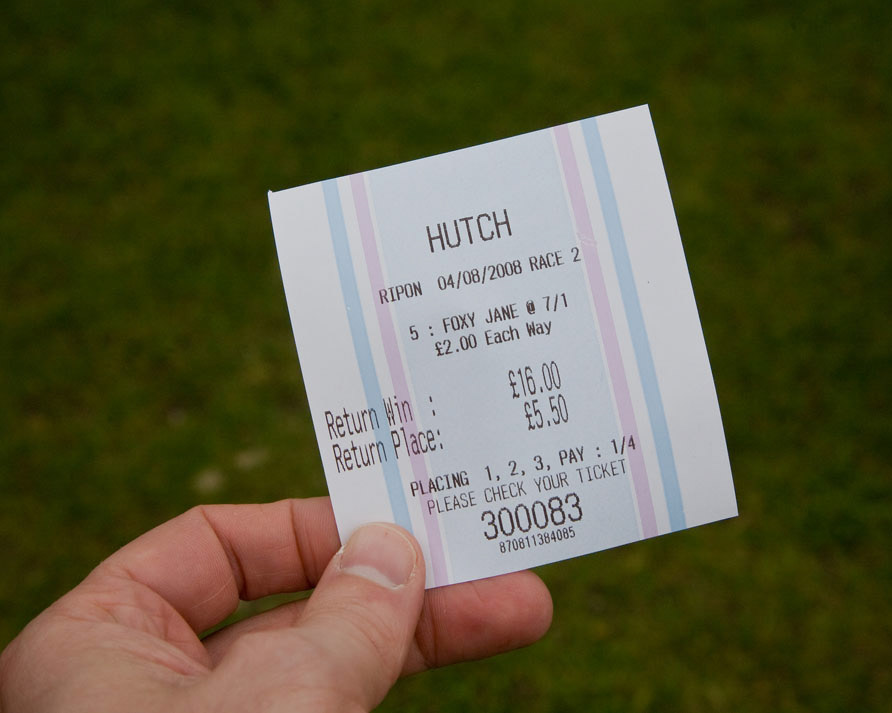 HUTCH
RIPON 04/08/2008 RACE 2
5 : FOXY JANE @ 7/1
£2.00 Each Way
Return Win : £16.00
Return Place: £5.50
PLACING 1, 2, 3, PAY : 1/4
PLEASE CHECK YOUR TICKET
300083
870811384085